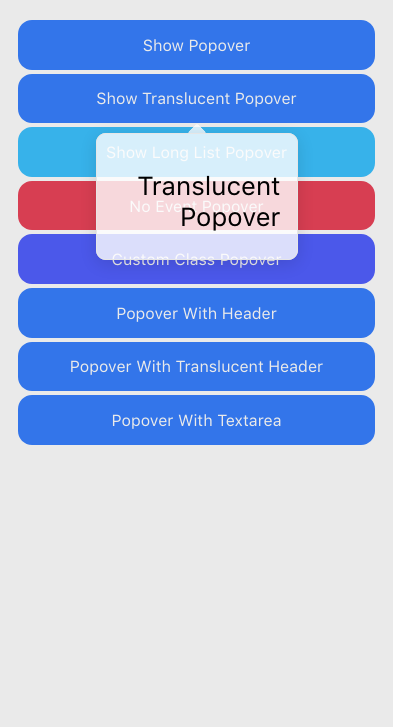 Show Popover
Show Translucent Popover
Show Long List Popover
Translucent
No Event Popover
Popover
Custom Class Popover
Popover With Header
Popover With Translucent Header
Popover With Textarea